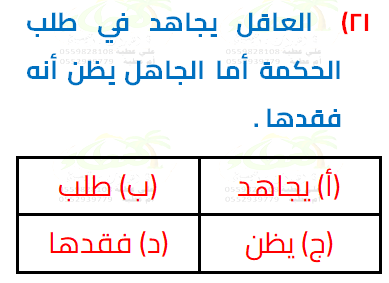 (٢١ العاقل يجاهد في طلب
الحكمة أما الجاهل يظن أنه
فقدها .
(أ) يجاهد (ب) طلب
(ج) يظن (د) فقدها